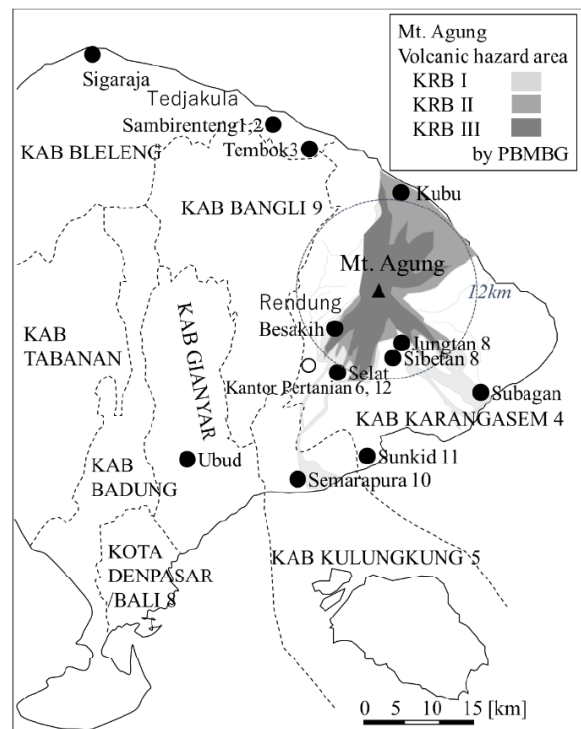 Mt. Agung
Volcanic hazard area
KRB I
KRB II
KRB III
by PBMBG
Sigaraja
Tedjakula
Sambirenteng1,2
KAB BLELENG
Tembok3
Kubu
KAB BANGLI 9
Mt. Agung
12km
Rendung
Besakih
KAB
TABANAN
KAB GIANYAR
Jungtan 8
Sibetan 8
Selat
Kantor Pertanian 6, 12
Subagan
KAB KARANGASEM 4
Ubud
Sunkid 11
KAB
BADUNG
Semarapura 10
KOTA
DENPASAR
/BALI 8
KAB KULUNGKUNG 5
0 5 10 15 [km]